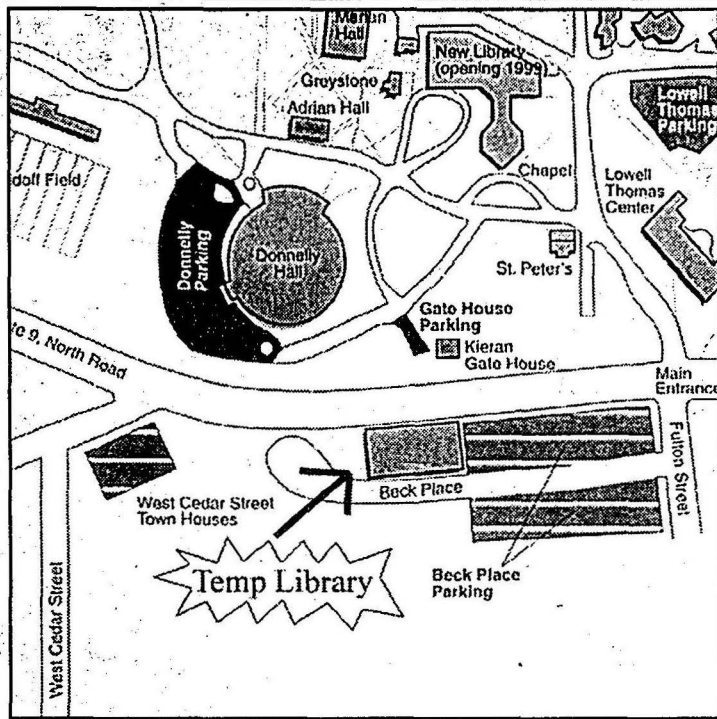 Marian
Hall
New Library
(opening 1999)
Greystone
Adrian Hall
Lowell
Thomas
Parking
Chapel
Lowell
Thomas
Center
Field
Donnelly
Parking
Donnelly
Hall
St. Peter's
Gate House
Parking
Kieran
Gate House
9, North Road
Main
Entrance
Fulton Street
West Cedar Street
Town Houses
Beck Place
Temp Library
Beck Place
Parking
West Cedar Street